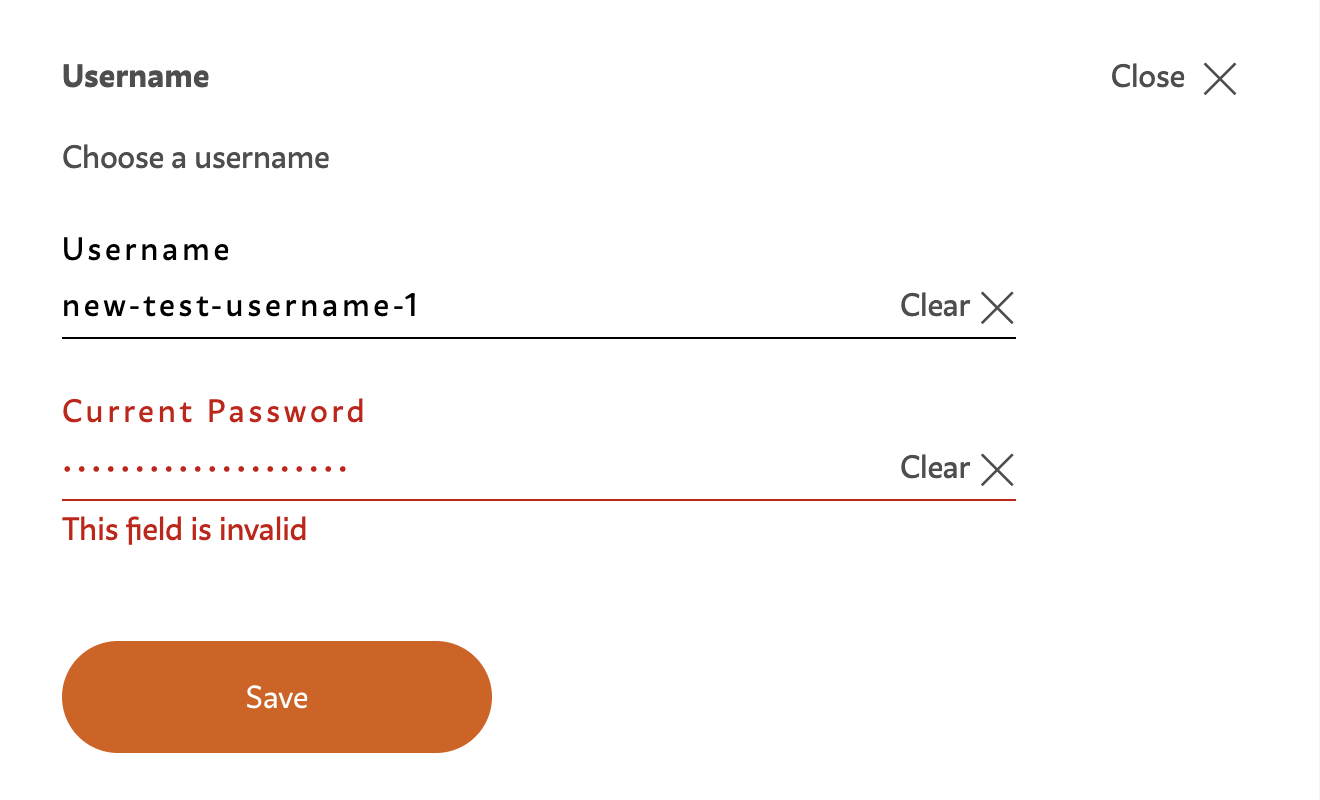 Username
Close
Choose a username
Username
new-test-username-1
Clear
Current Password
••••••••••••••••••••
Clear
This field is invalid
Save